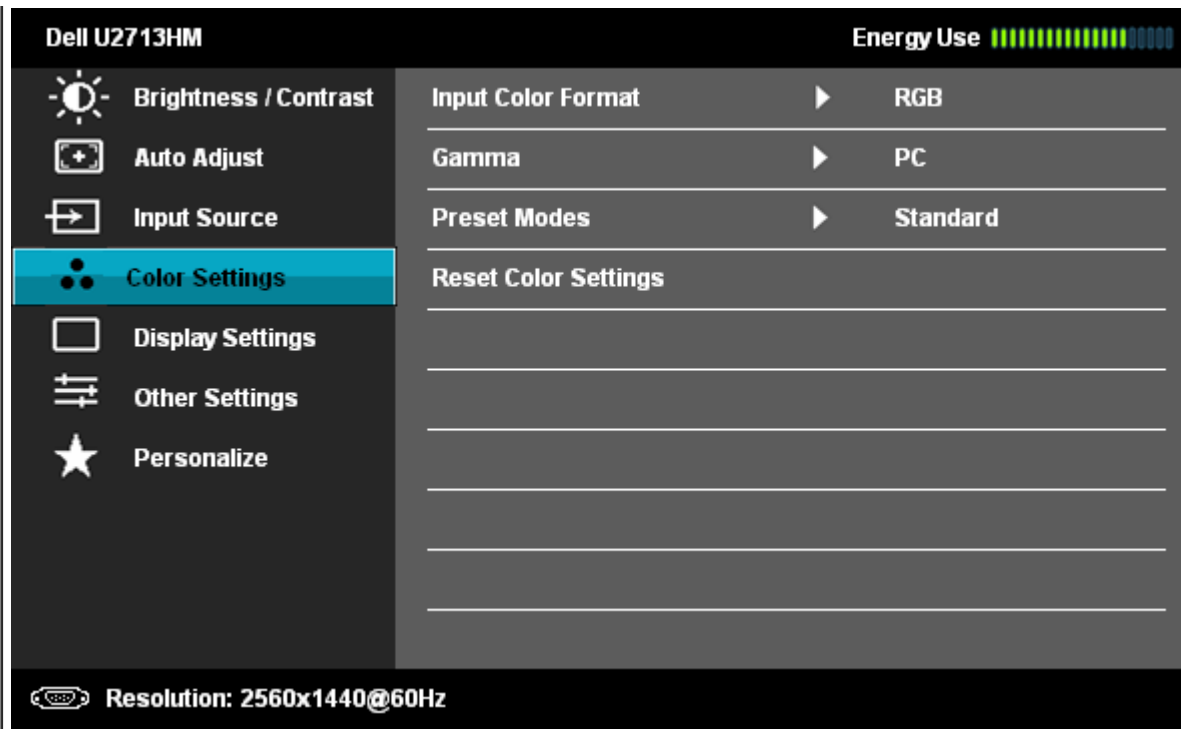 Dell U2713HM Energy Use
Brightness / Contrast Input Color Format RGB
Auto Adjust Gamma PC
Input Source Preset Modes Standard
Color Settings Reset Color Settings
Display Settings
Other Settings
Personalize
Resolution: 2560x1440@60Hz